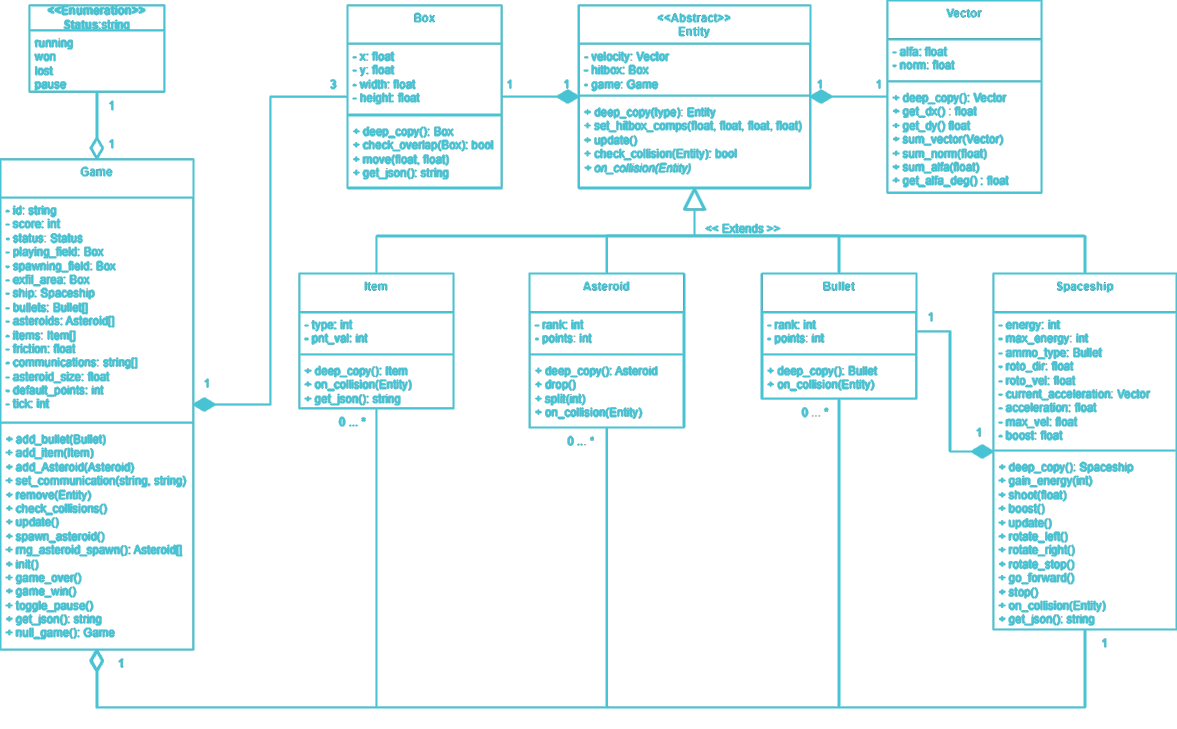 <<Enumeration>>
Status:string
running
won
lost
pause
1
1
Game
- id: string
- score: int
- status: Status
- playing_field: Box
- spawning_field: Box
- exfil_area: Box
- ship: Spaceship
- bullets: Bullet[]
- asteroids: Asteroid[]
- items: Item[]
- friction: float
- communications: string[]
- asteroid_size: float
- default_points: int
- tick: int
+ add_bullet(Bullet)
+ add_item(Item)
+ add_Asteroid(Asteroid)
+ set_communication(string, string)
+ remove(Entity)
+ check_collisions()
+ update()
+ spawn_asteroid()
+ rng_asteroid_spawn(): Asteroid[]
+ init()
+ game_over()
+ game_win()
+ toggle_pause()
+ get_json(): string
+ null_game(): Game
1
1
3
Box
- x: float
- y: float
- width: float
- height: float
+ deep_copy(): Box
+ check_overlap(Box): bool
+ move(float, float)
+ get_json(): string
1
1
<<Abstract>>
Entity
- velocity: Vector
- hitbox: Box
- game: Game
+ deep_copy(type): Entity
+ set_hitbox_comps(float, float, float, float)
+ update()
+ check_collision(Entity): bool
+ on_collision(Entity)
1
1
Vector
- alfa: float
- norm: float
+ deep_copy(): Vector
+ get_dx() : float
+ get_dy() float
+ sum_vector(Vector)
+ sum_norm(float)
+ sum_alfa(float)
+ get_alfa_deg() : float
<< Extends >>
Item
- type: int
- pnt_val: int
+ deep_copy(): Item
+ on_collision(Entity)
+ get_json(): string
0 ... *
Asteroid
- rank: int
- points: int
+ deep_copy(): Asteroid
+ drop()
+ split(int)
+ on_collision(Entity)
0 ... *
Bullet
- rank: int
- points: int
+ deep_copy(): Bullet
+ on_collision(Entity)
0 ... *
1
1
Spaceship
- energy: int
- max_energy: int
- ammo_type: Bullet
- roto_dir: float
- roto_vel: float
- current_acceleration: Vector
- acceleration: float
- max_vel: float
- boost: float
+ deep_copy(): Spaceship
+ gain_energy(int)
+ shoot(float)
+ boost()
+ update()
+ rotate_left()
+ rotate_right()
+ rotate_stop()
+ go_forward()
+ stop()
+ on_collision(Entity)
+ get_json(): string
1